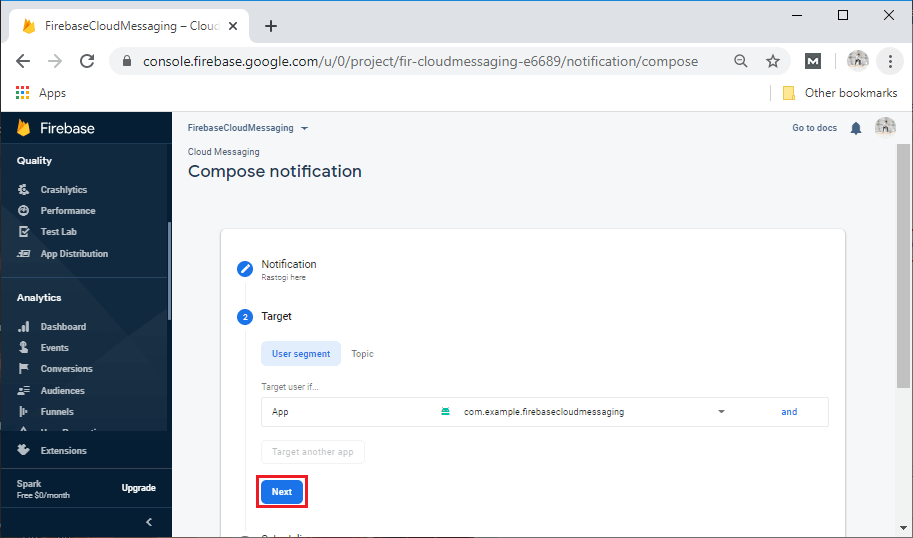 FirebaseCloudMessaging – Cloud
console.firebase.google.com/u/0/project/fir-cloudmessaging-e6689/notification/compose
M
Apps
Other bookmarks
Firebase
FirebaseCloudMessaging
Go to docs
Cloud Messaging
Compose notification
Quality
Crashlytics
Performance
Test Lab
App Distribution
Analytics
Dashboard
Events
Conversions
Audiences
Funnels
Extensions
Spark
Free $0/month
Upgrade
Notification
Rastogi here
2
Target
User segment
Topic
Target user if...
App
com.example.firebasecloudmessaging
and
Target another app
Next